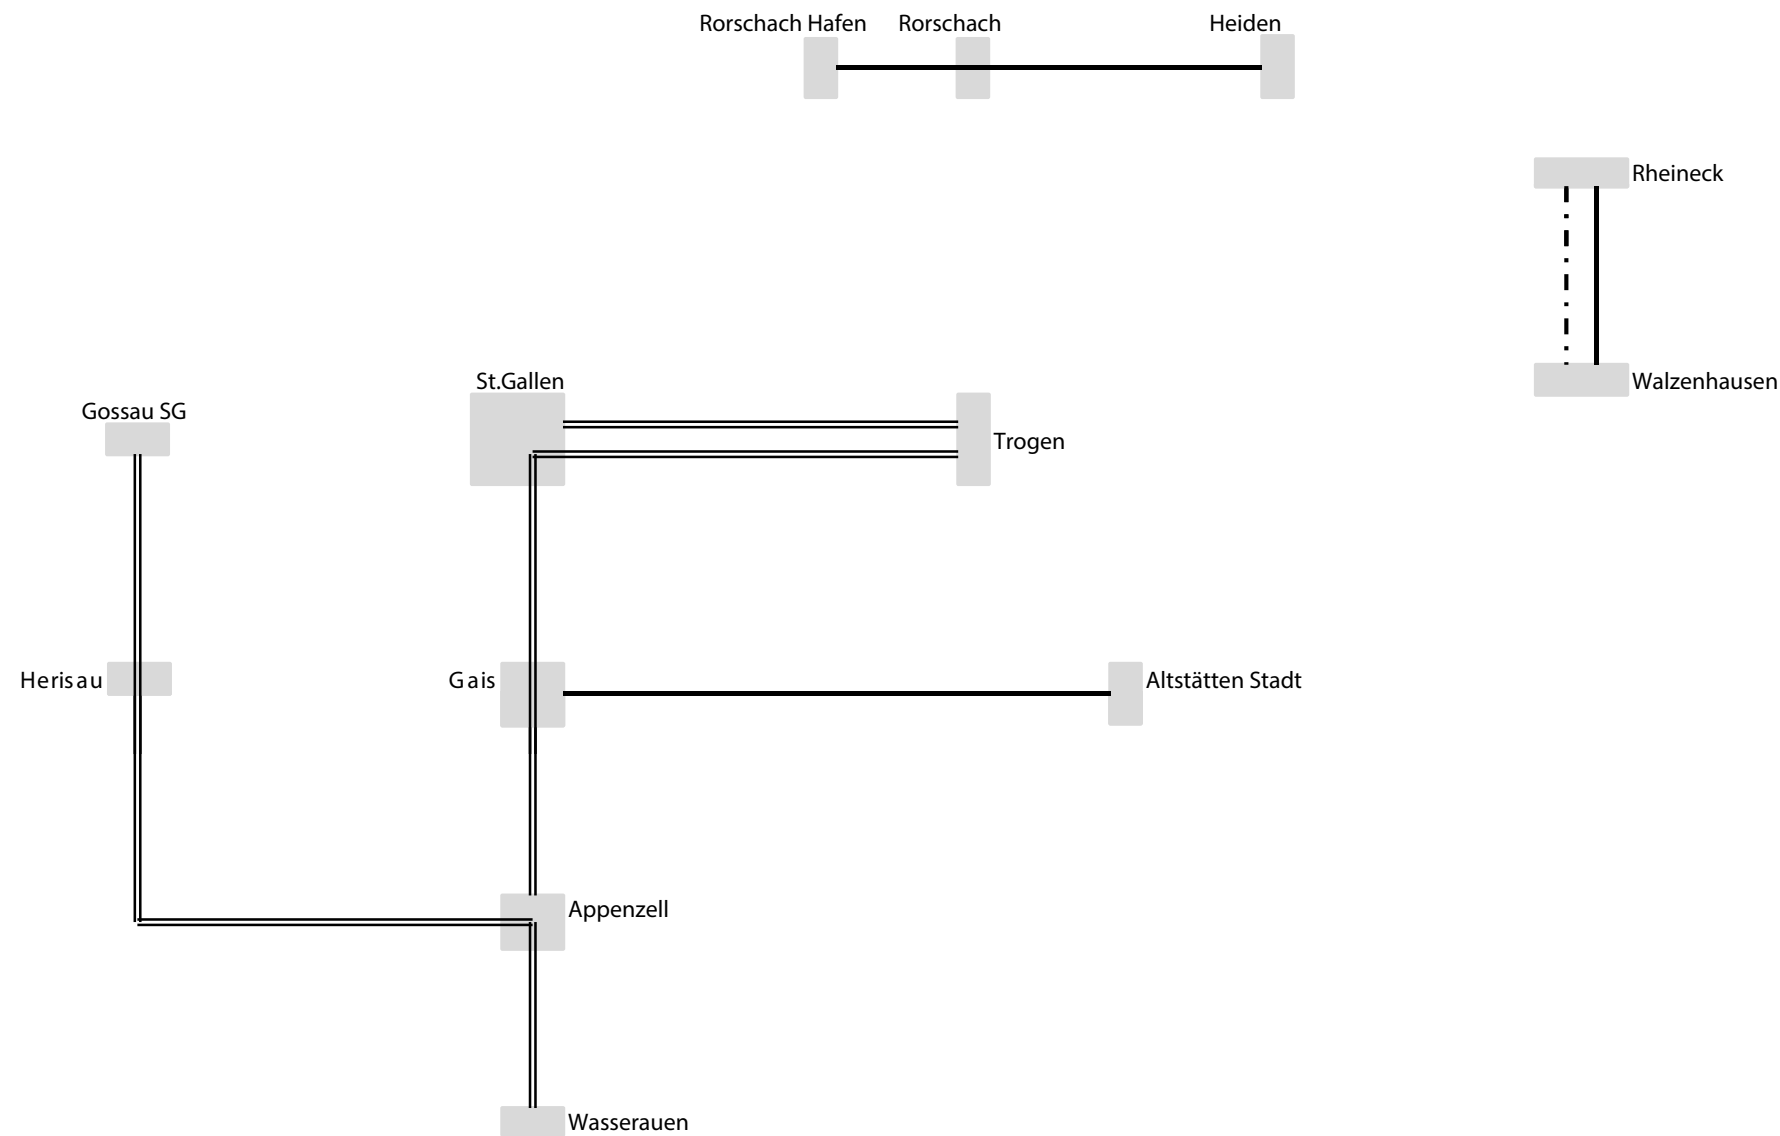 Rorschach Hafen
Rorschach
Heiden
Rheineck
Walzenhausen
St.Gallen
Gossau SG
Trogen
Herisau
Gais
Altstätten Stadt
Appenzell
Wasserauen